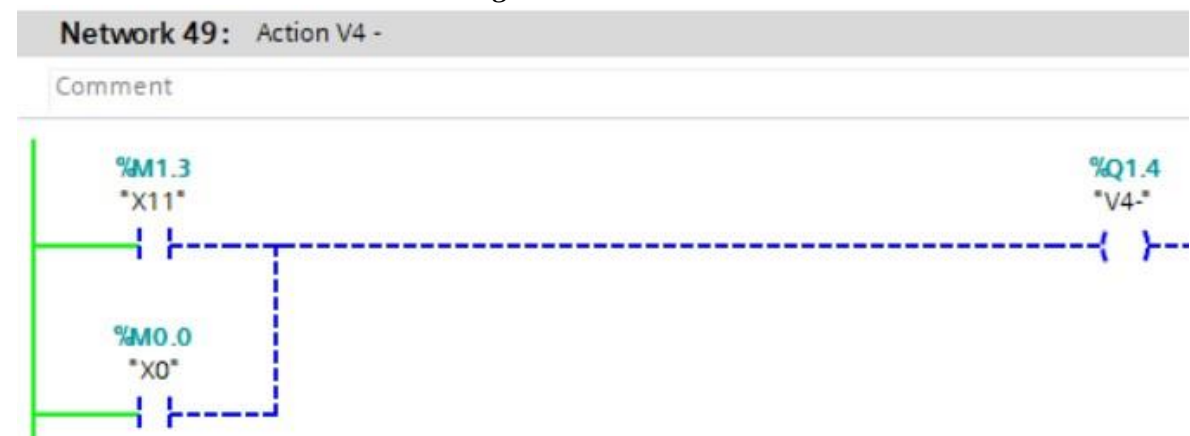 Network 49: Action V4 -
Comment
%M1.3
"X11"
%Q1.4
"V4-"
%M0.0
"X0"